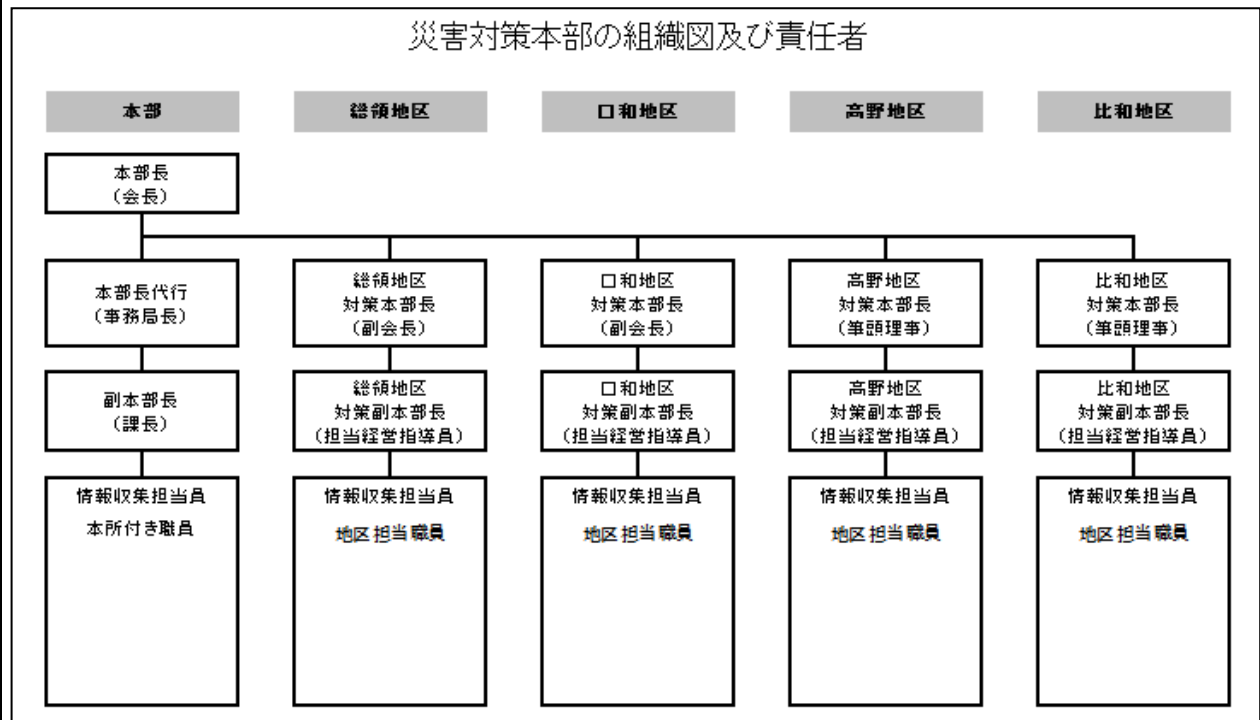 災害対策本部の組織図及び責任者
本部
総領地区
口和地区
高野地区
比和地区
本部長
(会長)
本部長代行
(事務局長)
総領地区
対策本部長
(副会長)
口和地区
対策本部長
(副会長)
高野地区
対策本部長
(筆頭理事)
比和地区
対策本部長
(筆頭理事)
副本部長
(課長)
総領地区
対策副本部長
(担当経営指導員)
口和地区
対策副本部長
(担当経営指導員)
高野地区
対策副本部長
(担当経営指導員)
比和地区
対策副本部長
(担当経営指導員)
情報収集担当員
本所付き職員
情報収集担当員
地区担当職員
情報収集担当員
地区担当職員
情報収集担当員
地区担当職員
情報収集担当員
地区担当職員